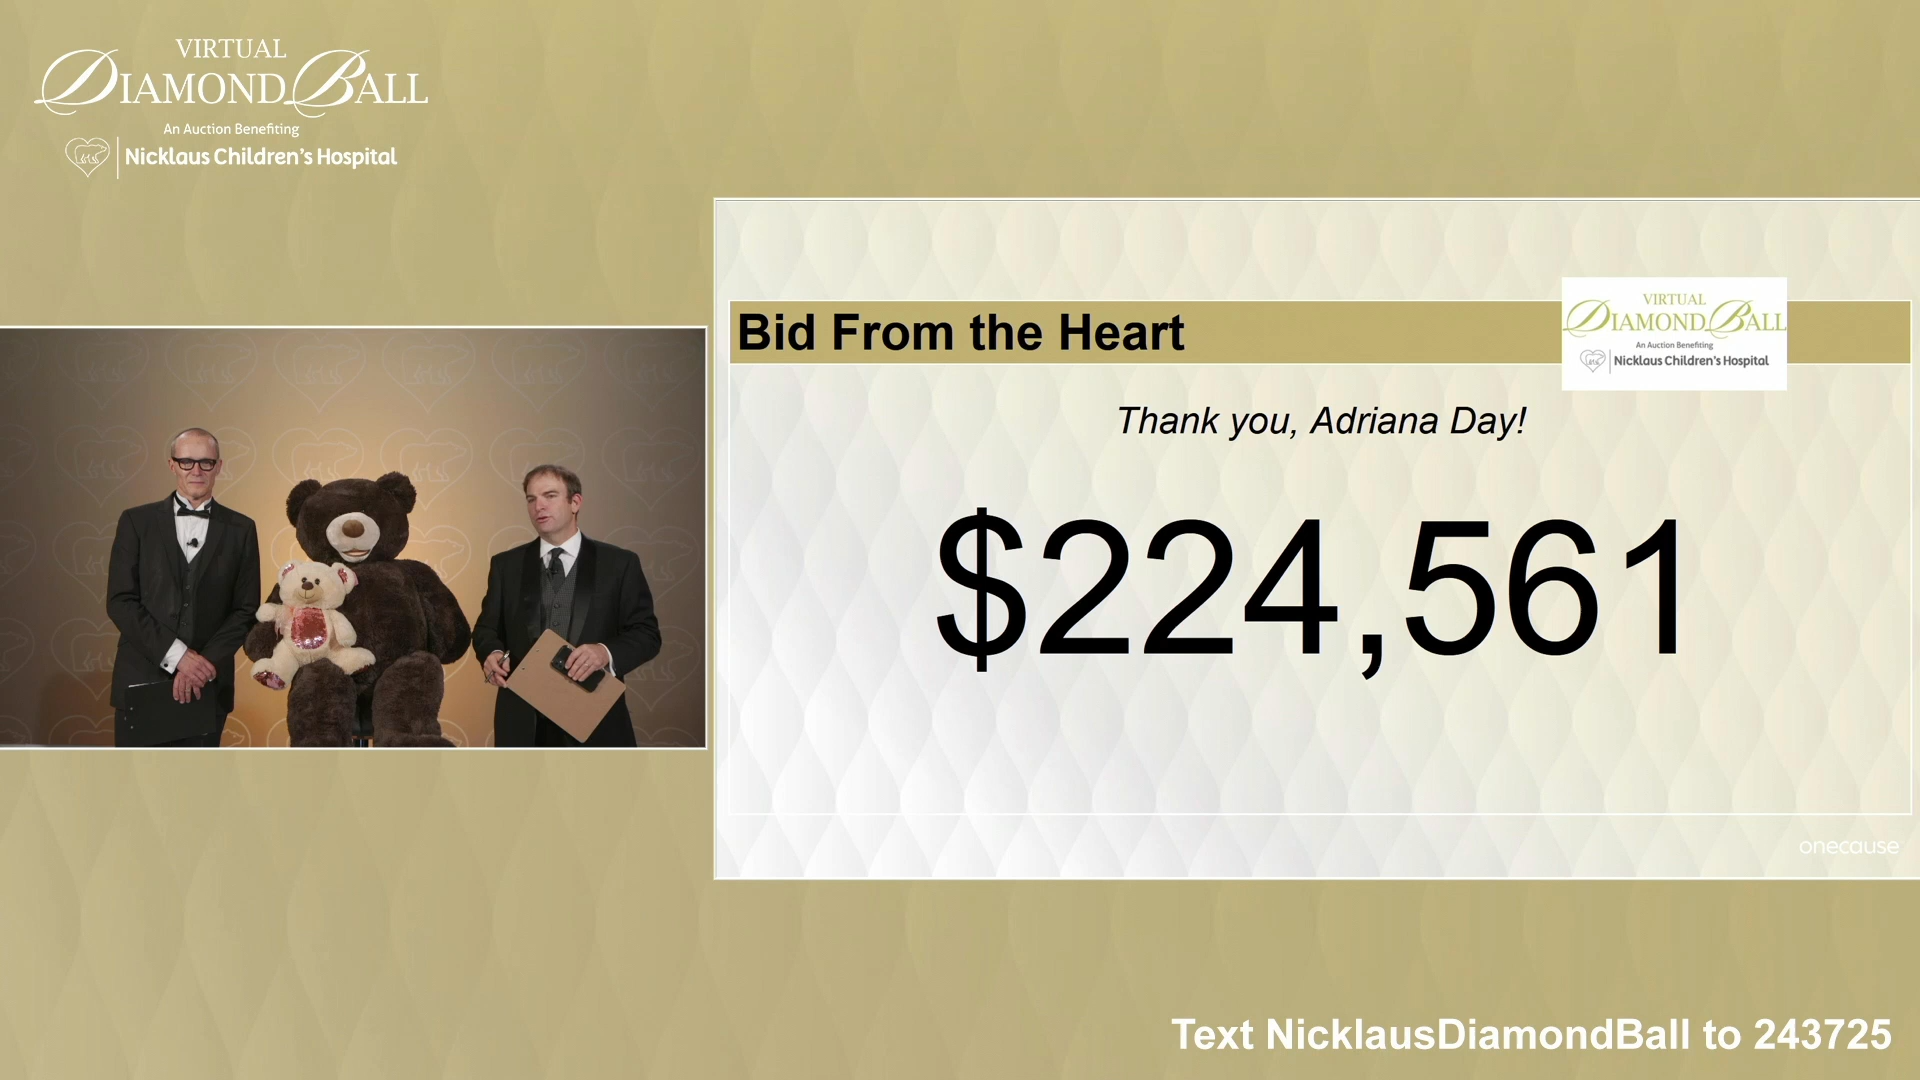 VIRTUAL
DIAMOND BALL
An Auction Benefiting
Nicklaus Children's Hospital
Bid From the Heart
VIRTUAL
DIAMOND BALL
An Auction Benefiting
Nicklaus Children's Hospital
Thank you, Adriana Day!
$224,561
onecause
Text NicklausDiamondBall to 243725